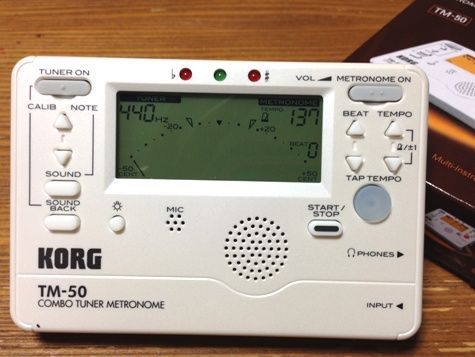 TM-50
TUNER ON
♭
♯
VOL
METRONOME ON
CALIB
NOTE
TUNER
METRONOME
440Hz
TEMPO
137
-20
+20
BEAT
0
-50
CENT
+50
CENT
BEAT
TEMPO
/±1
SOUND
SOUND
BACK
MIC
TAP TEMPO
START/
STOP
KORG
PHONES
TM-50
COMBO TUNER METRONOME
INPUT